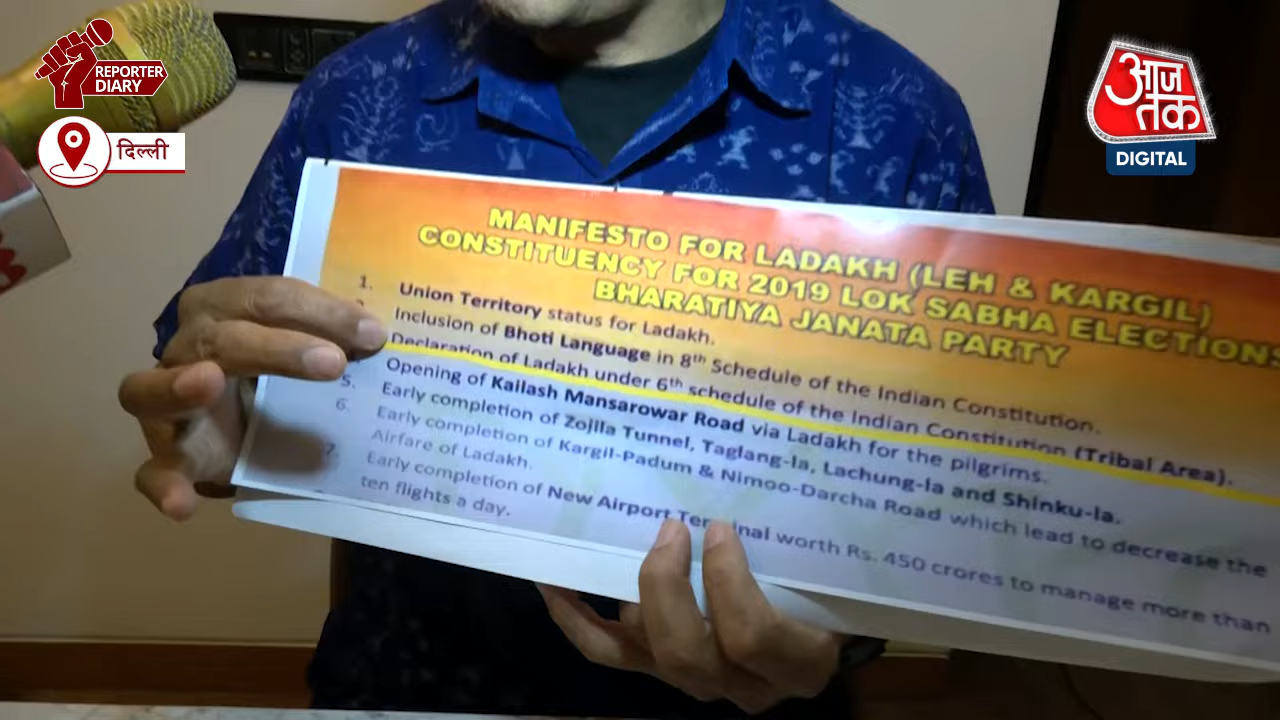 REPORTER
DIARY
दिल्ली
आज
तक
DIGITAL
MANIFESTO FOR LADAKH (LEH & KARGIL)
CONSTITUENCY FOR 2019 LOK SABHA ELECTIONS
BHARATIYA JANATA PARTY
1. Union Territory status for Ladakh.
Inclusion of Bhoti Language in 8th Schedule of the Indian Constitution.
Declaration of Ladakh under 6th schedule of the Indian Constitution (Tribal Area).
Opening of Kailash Mansarowar Road via Ladakh for the pilgrims.
5. Early completion of Zojila Tunnel, Taglang-la, Lachung-la and Shinku-la.
6. Early completion of Kargil-Padum & Nimoo-Darcha Road which lead to decrease the
Airfare of Ladakh.
7. Early completion of New Airport Terminal worth Rs. 450 crores to manage more than
ten flights a day.